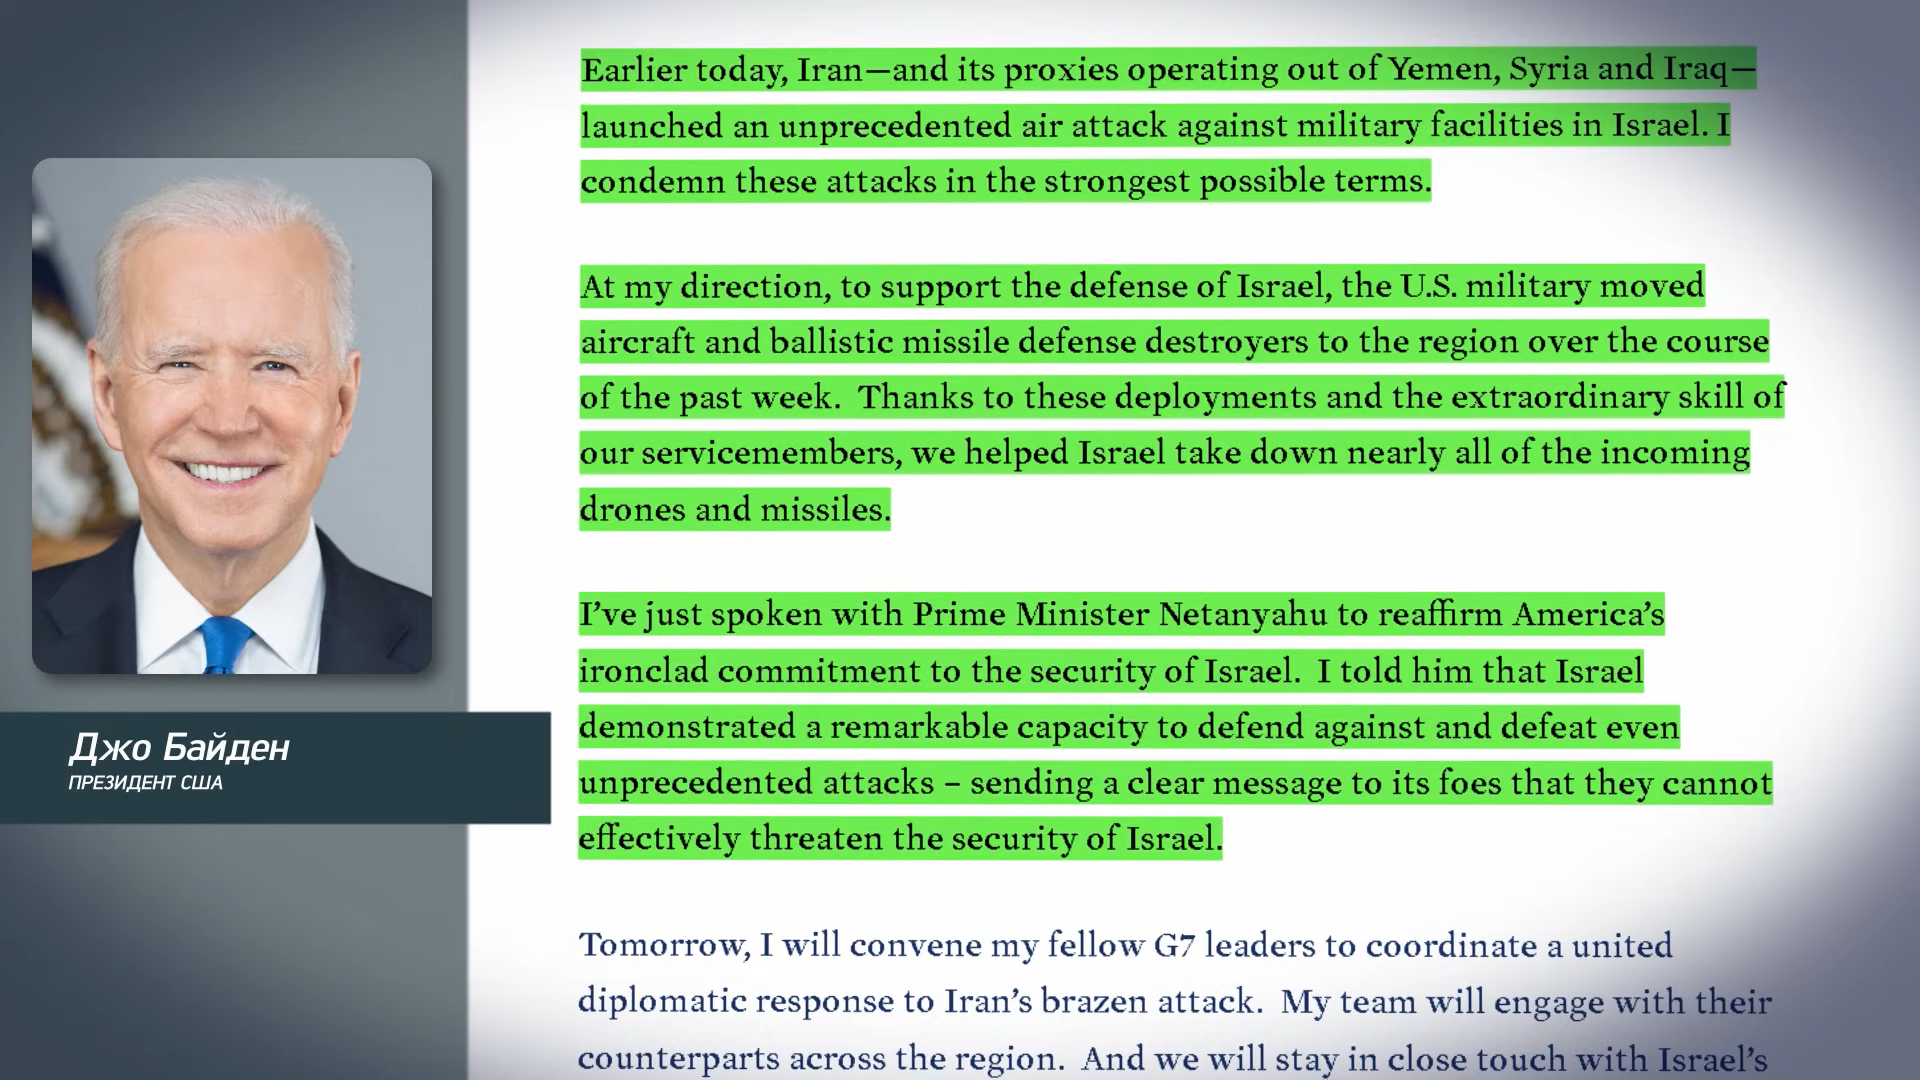 Earlier today, Iran—and its proxies operating out of Yemen, Syria and Iraq—
launched an unprecedented air attack against military facilities in Israel. I
condemn these attacks in the strongest possible terms.
At my direction, to support the defense of Israel, the U.S. military moved
aircraft and ballistic missile defense destroyers to the region over the course
of the past week.  Thanks to these deployments and the extraordinary skill of
our servicemembers, we helped Israel take down nearly all of the incoming
drones and missiles.
I’ve just spoken with Prime Minister Netanyahu to reaffirm America’s
ironclad commitment to the security of Israel.  I told him that Israel
demonstrated a remarkable capacity to defend against and defeat even
unprecedented attacks – sending a clear message to its foes that they cannot
effectively threaten the security of Israel.
Tomorrow, I will convene my fellow G7 leaders to coordinate a united
diplomatic response to Iran’s brazen attack.  My team will engage with their
counterparts across the region.  And we will stay in close touch with Israel’s
Джо Байден
ПРЕЗИДЕНТ США